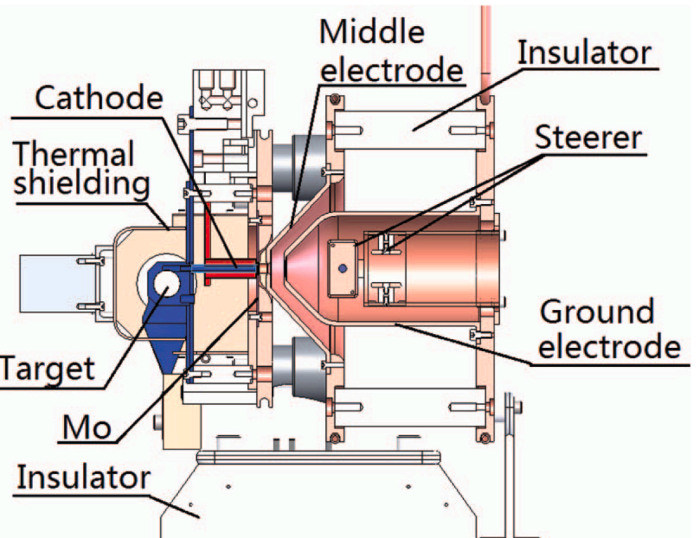 Middle
electrode
Insulator
Cathode
Steerer
Thermal
shielding
Ground
electrode
Target
Mo
Insulator